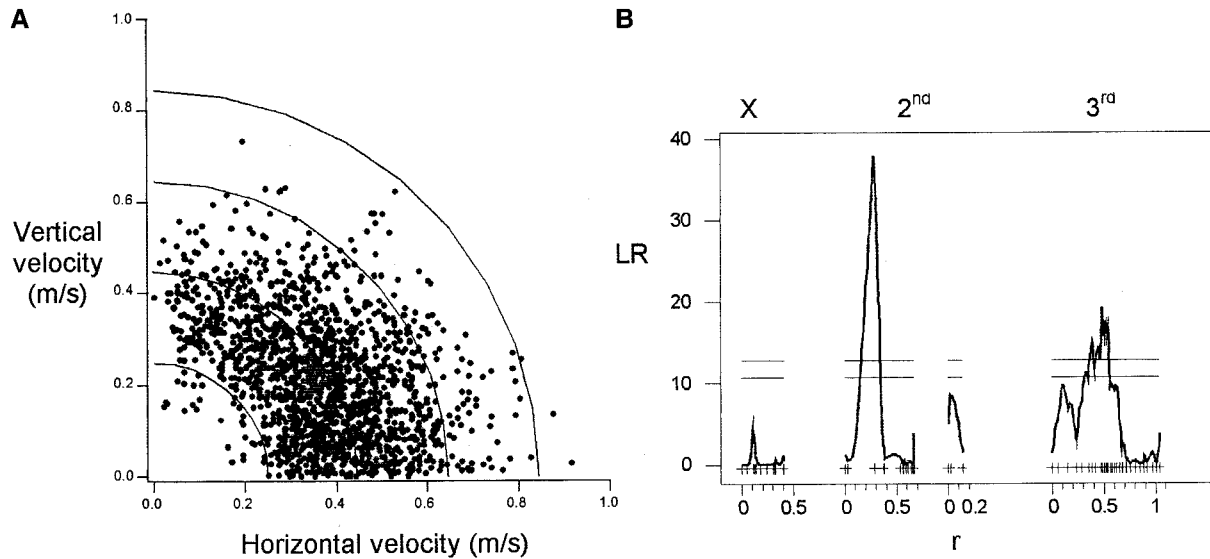 A
1.0
0.8
0.6
0.4
0.2
0.0
Vertical
velocity
(m/s)
0.0 0.2 0.4 0.6 0.8 1.0
Horizontal velocity (m/s)
B
X 2nd 3rd
40
30
20
10
0
LR
0 0.5 0 0.5 0 0.2 0 0.5 1
r